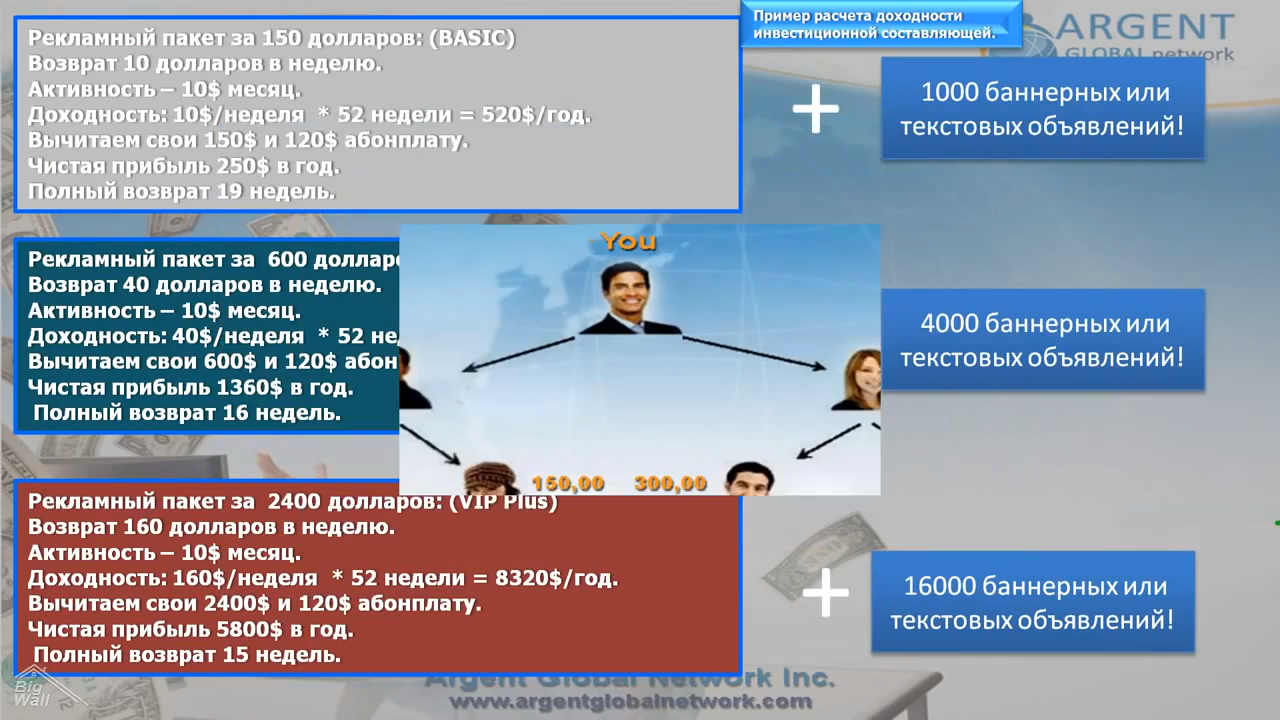 Пример расчета доходности
инвестиционной составляющей.
ARGENT
GLOBAL network
Рекламный пакет за 150 долларов: (BASIC)
Возврат 10 долларов в неделю.
Активность – 10$ месяц.
Доходность: 10$/неделя * 52 недели = 520$/год.
Вычитаем свои 150$ и 120$ абонплату.
Чистая прибыль 250$ в год.
Полный возврат 19 недель.
+
1000 баннерных или
текстовых объявлений!
Рекламный пакет за 600
Возврат 40 долларов в неделю.
Активность – 10$ месяц.
Доходность: 40$/неделя * 52
Вычитаем свои 600$ и 120$
Чистая прибыль 1360$ в год.
Полный возврат 16 недель.
You
150,00 300,00
4000 баннерных или
текстовых объявлений!
Рекламный пакет за 2400 долларов: (VIP Plus)
Возврат 160 долларов в неделю.
Активность – 10$ месяц.
Доходность: 160$/неделя * 52 недели = 8320$/год.
Вычитаем свои 2400$ и 120$ абонплату.
Чистая прибыль 5800$ в год.
Полный возврат 15 недель.
+
16000 баннерных или
текстовых объявлений!
Big
Wall
Argent Global Network Inc.
www.argentglobalnetwork.com